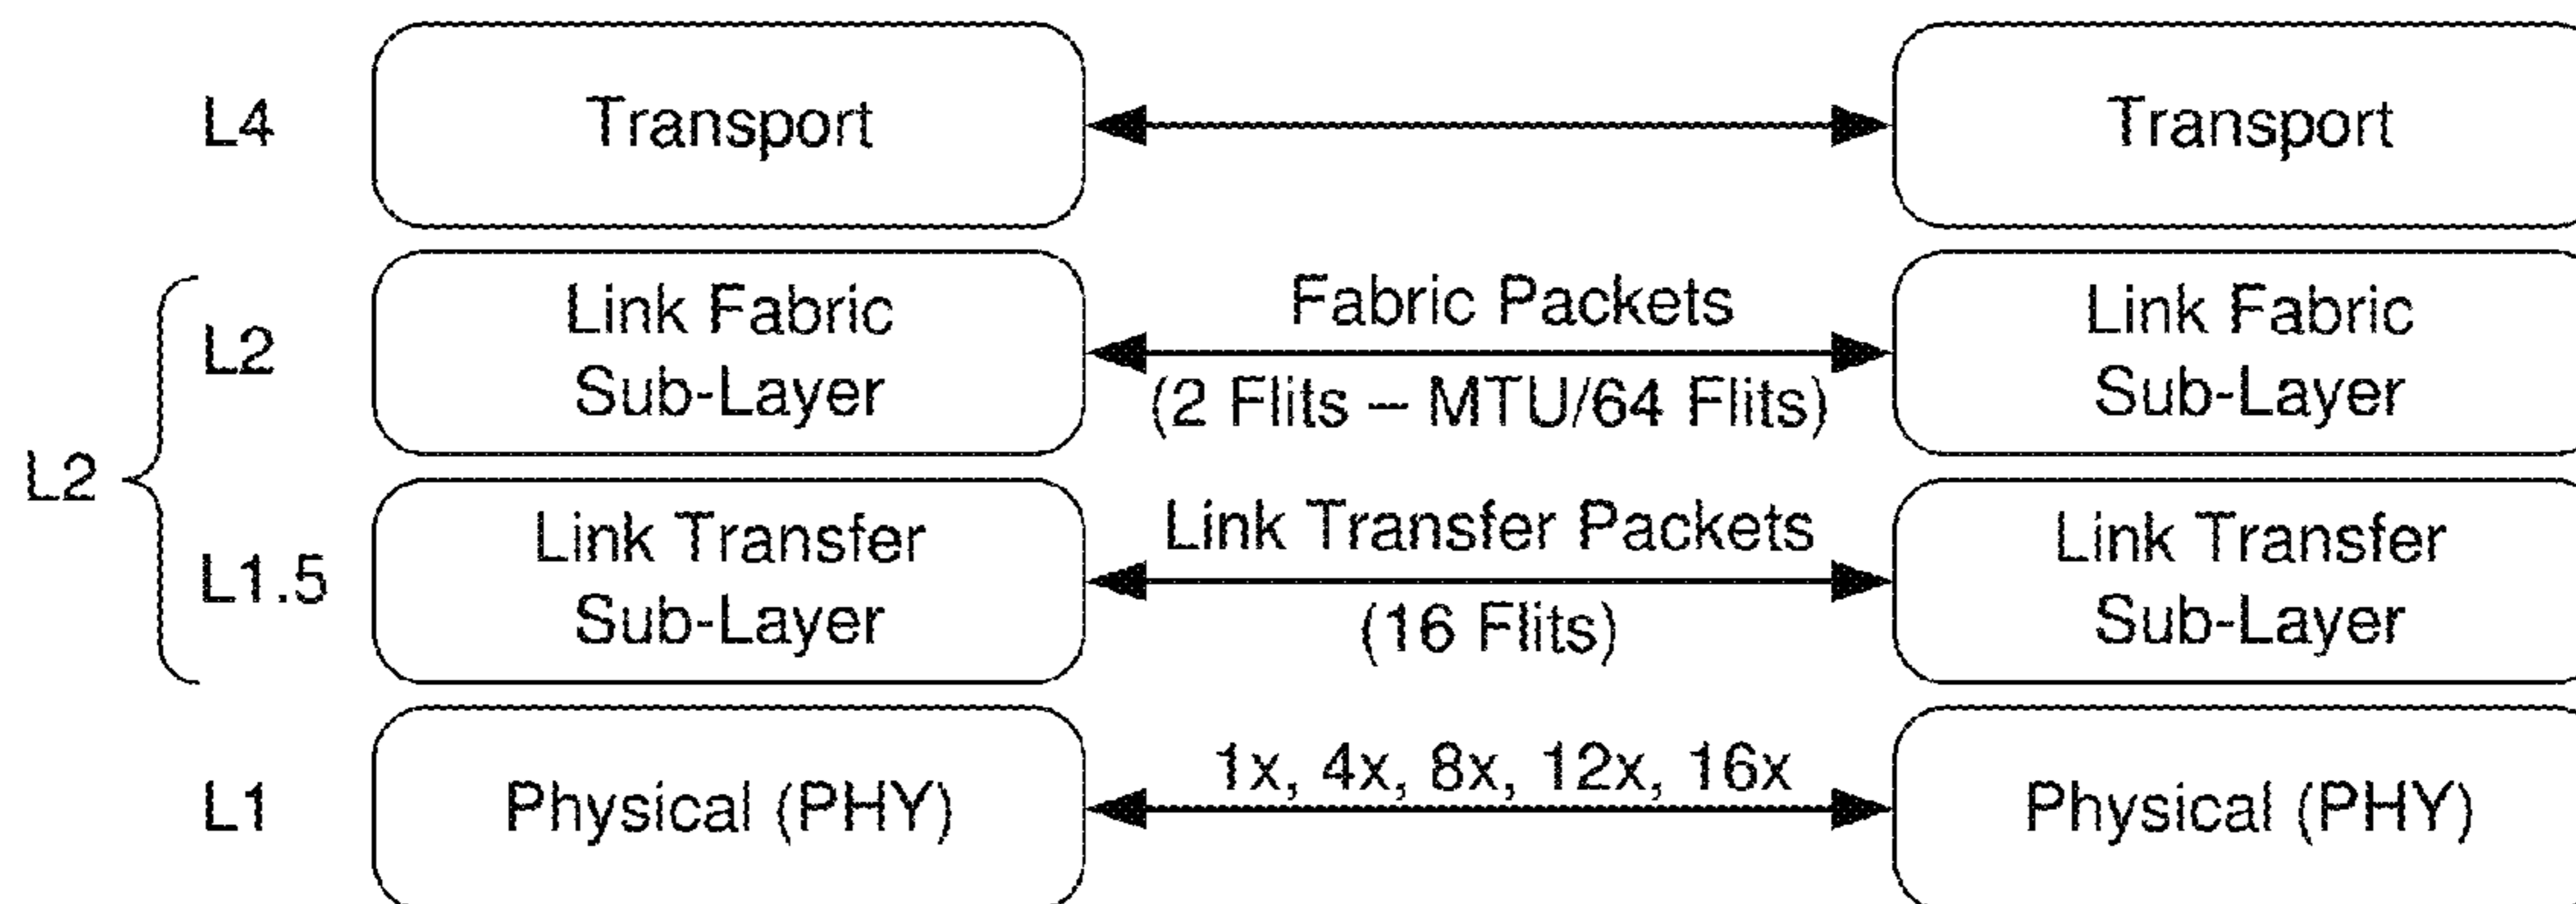 L4
Transport
Transport
L2
L2
Link Fabric
Sub-Layer
Fabric Packets
(2 Flits – MTU/64 Flits)
Link Fabric
Sub-Layer
L1.5
Link Transfer
Sub-Layer
Link Transfer Packets
(16 Flits)
Link Transfer
Sub-Layer
L1
Physical (PHY)
1x, 4x, 8x, 12x, 16x
Physical (PHY)